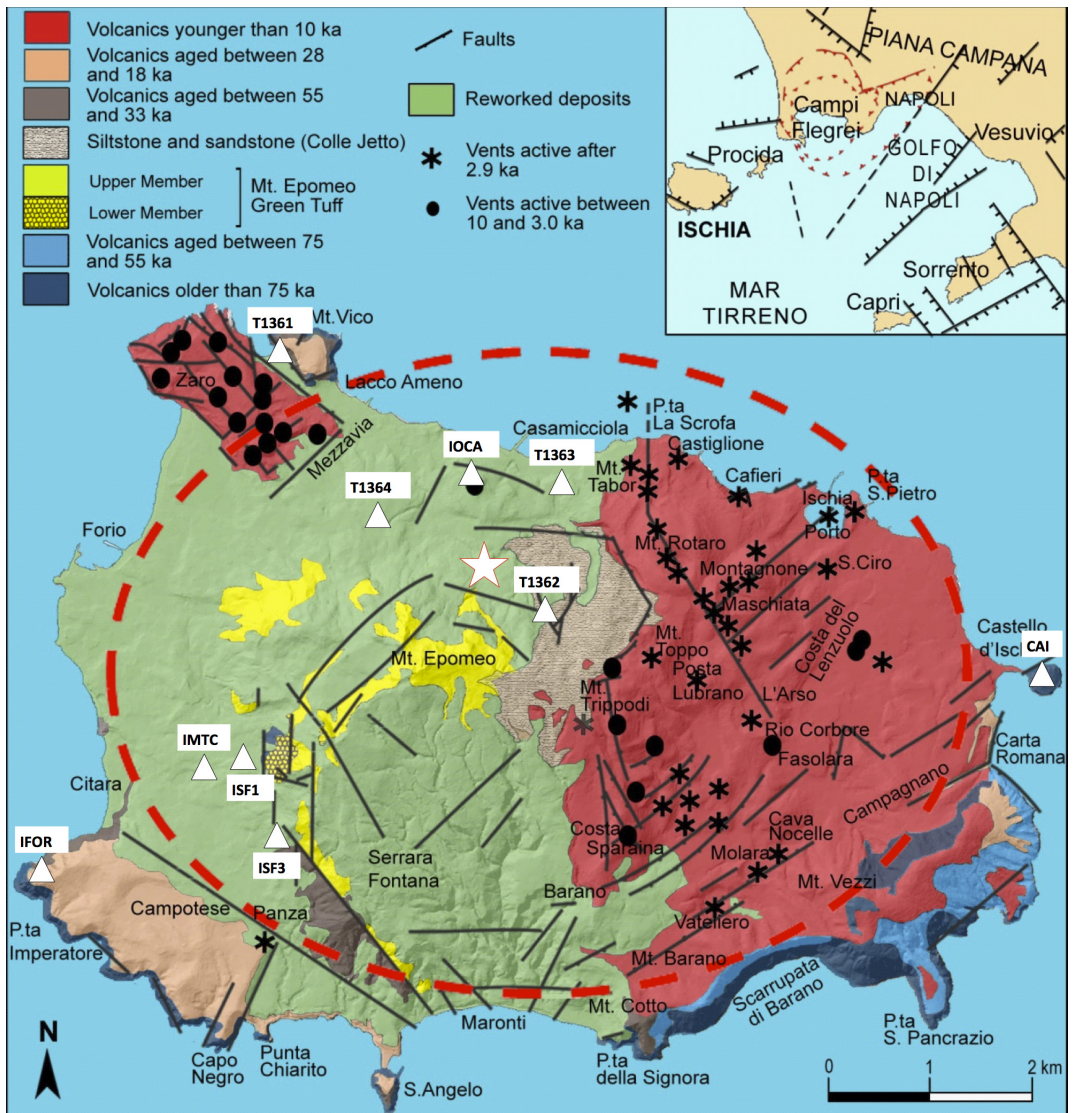 Volcanics younger than 10 ka
Volcanics aged between 28
and 18 ka
Volcanics aged between 55
and 33 ka
Siltstone and sandstone (Colle Jetto)
Upper Member
Lower Member
Mt. Epomeo
Green Tuff
Volcanics aged between 75
and 55 ka
Volcanics older than 75 ka
Faults
Reworked deposits
Vents active after
2.9 ka
Vents active between
10 and 3.0 ka
PIANA CAMPANA
Campi
Flegrei
NAPOLI
Vesuvio
Procida
GOLFO
DI
NAPOLI
ISCHIA
Sorrento
MAR
TIRRENO
Capri
T1361
Mt.Vico
Zaro
Lacco Ameno
Mezzavia
Casamicciola
P.ta
La Scrofa
Castiglione
IOCA
T1363
T1364
Mt.
Tabor
Cafieri
Ischia
Porto
P.ta
S.Pietro
Forio
Mt. Rotaro
Montagnone
S.Ciro
T1362
Maschiata
Costa del
Lenzuolo
Castello
d'Isc
CAI
Mt. Epomeo
Mt.
Toppo
Posta
Lubrano
L'Arso
Mt.
Trippodi
Rio Corbore
Fasolara
Carta
Romana
IMTC
ISF1
Citara
Campagnano
IFOR
ISF3
Serrara
Fontana
Costa
Sparaina
Cava
Nocelle
Molara
Mt. Vezzi
Barano
Campotese
Panza
Vateliero
P.ta
Imperatore
Mt. Barano
Scarrupata
di Barano
Mt. Cotto
Maronti
P.ta
S. Pancrazio
N
Capo
Negro
Punta
Chiarito
S.Angelo
P.ta
della Signora
0
1
2 km